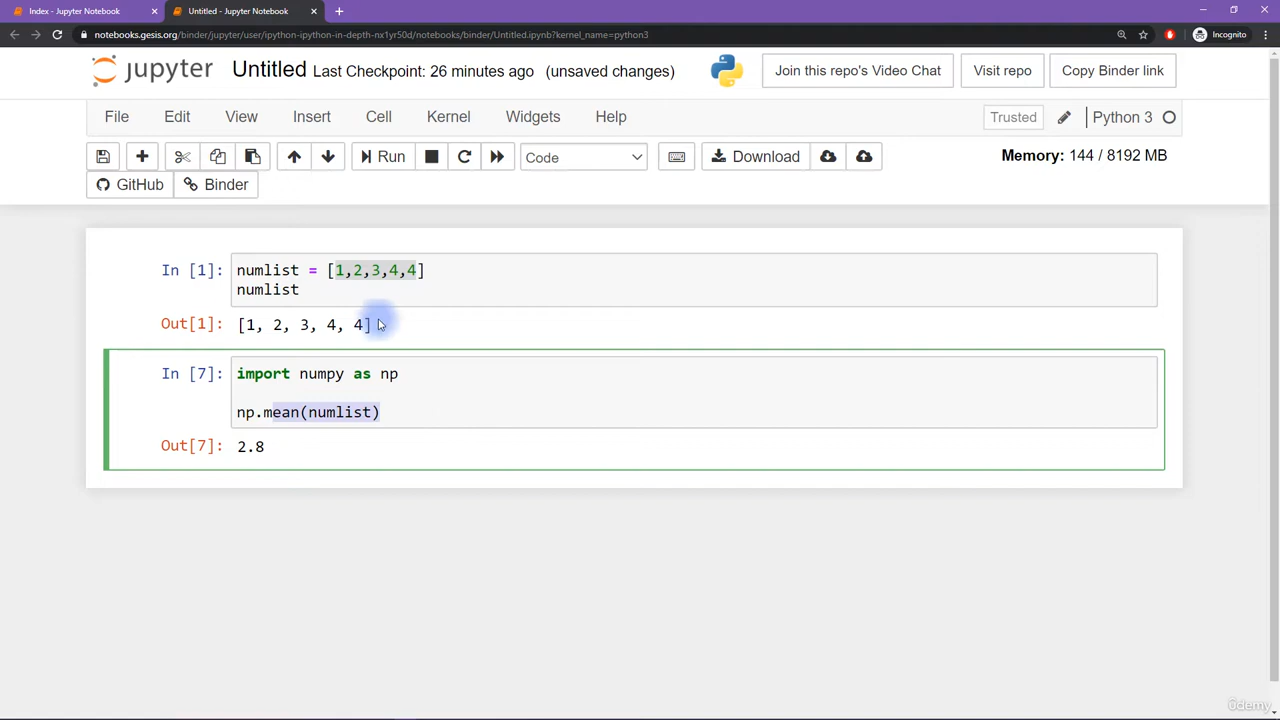 Index - Jupyter Notebook
Untitled - Jupyter Notebook
notebooks.gesis.org/binder/jupyter/user/ipython-ipython-in-depth-nx1yr50d/notebooks/Untitled.ipynb?kernel_name=python3
Incognito
jupyter Untitled Last Checkpoint: 26 minutes ago (unsaved changes)
Join this repo's Video Chat
Visit repo
Copy Binder link
File Edit View Insert Cell Kernel Widgets Help
Trusted
Python 3
Run
Code
Download
Memory: 144 / 8192 MB
GitHub
Binder
In [1]: numlist = [1,2,3,4,4]
numlist
Out[1]: [1, 2, 3, 4, 4]
In [7]: import numpy as np
np.mean(numlist)
Out[7]: 2.8
ûdemy